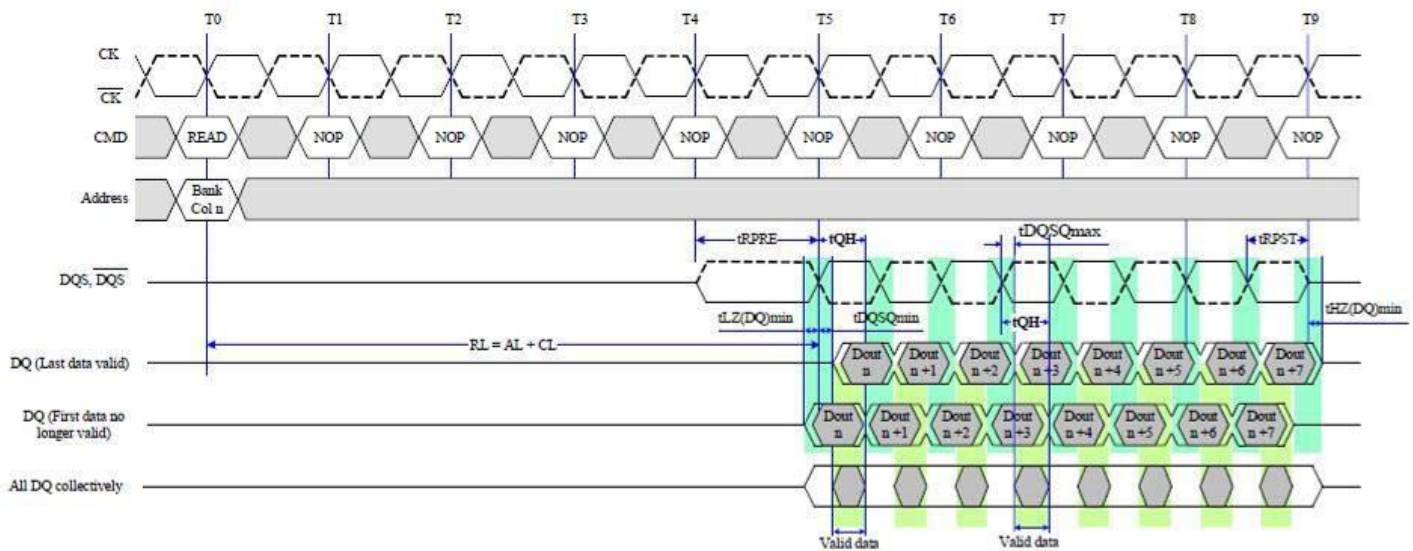 T0 T1 T2 T3 T4 T5 T6 T7 T8 T9
CK
CK
CMD READ NOP NOP NOP NOP NOP NOP NOP NOP NOP
Address Bank
Col n
tRPRE tQH tDQSQmax tRPST
DQS, DQS
tLZ(DQ)min tDQSQmin tQH tHZ(DQ)min
RL = AL + CL
DQ (Last data valid) Dout Dout Dout Dout Dout Dout Dout Dout
n n +1 n +2 n +3 n +4 n +5 n +6 n +7
DQ (First data no Dout Dout Dout Dout Dout Dout Dout Dout
longer valid) n n +1 n +2 n +3 n +4 n +5 n +6 n +7
All DQ collectively
Valid data Valid data